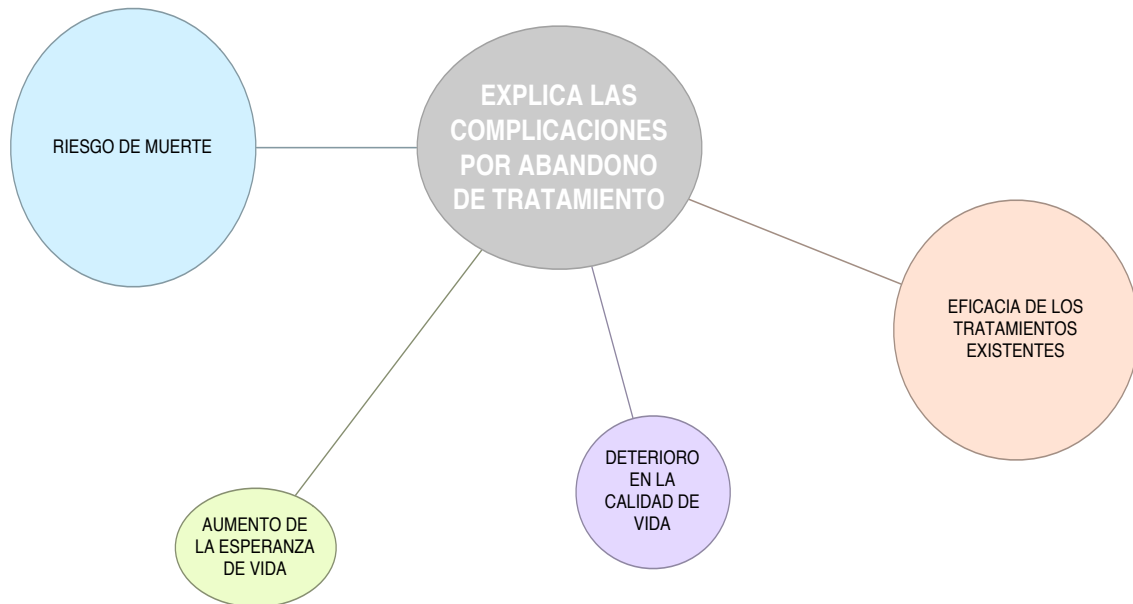 EXPLICA LAS
COMPLICACIONES
POR ABANDONO
DE TRATAMIENTO
RIESGO DE MUERTE
EFICACIA DE LOS
TRATAMIENTOS
EXISTENTES
DETERIORO
EN LA
CALIDAD DE
VIDA
AUMENTO DE
LA ESPERANZA
DE VIDA